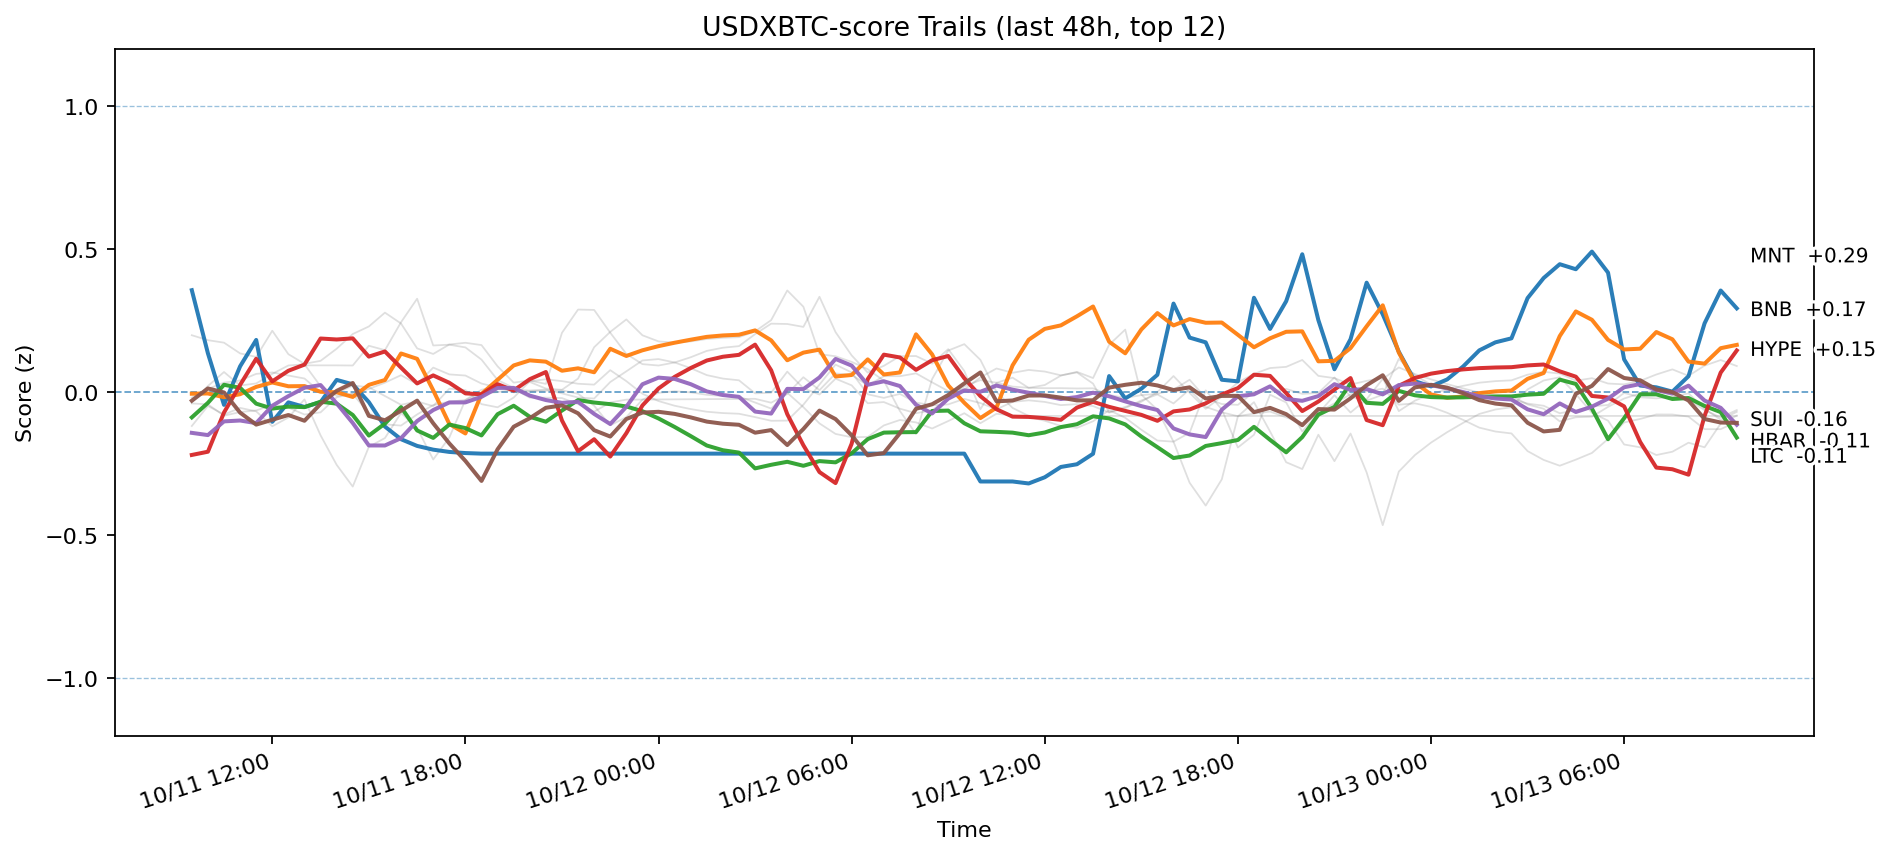 USDXBTC-score Trails (last 48h, top 12)
Score (z)
1.0
0.5
0.0
−0.5
−1.0
MNT +0.29
BNB +0.17
HYPE +0.15
SUI -0.16
HBAR -0.11
LTC -0.11
10/11 12:00
10/11 18:00
10/12 00:00
10/12 06:00
10/12 12:00
10/12 18:00
10/13 00:00
10/13 06:00
Time